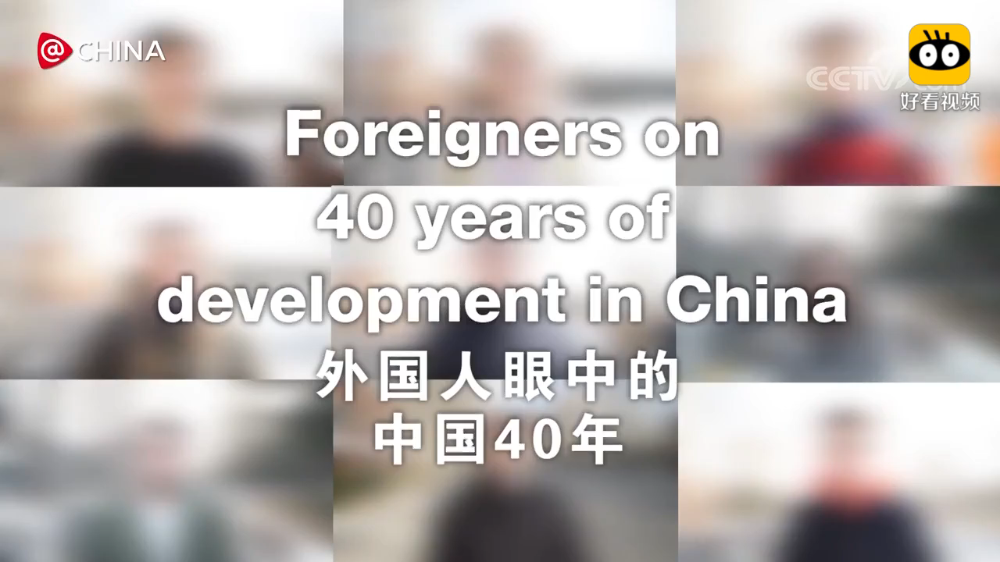 @CHINA
CCTV.com
好看视频
Foreigners on
40 years of
development in China
外国人眼中的
中国40年